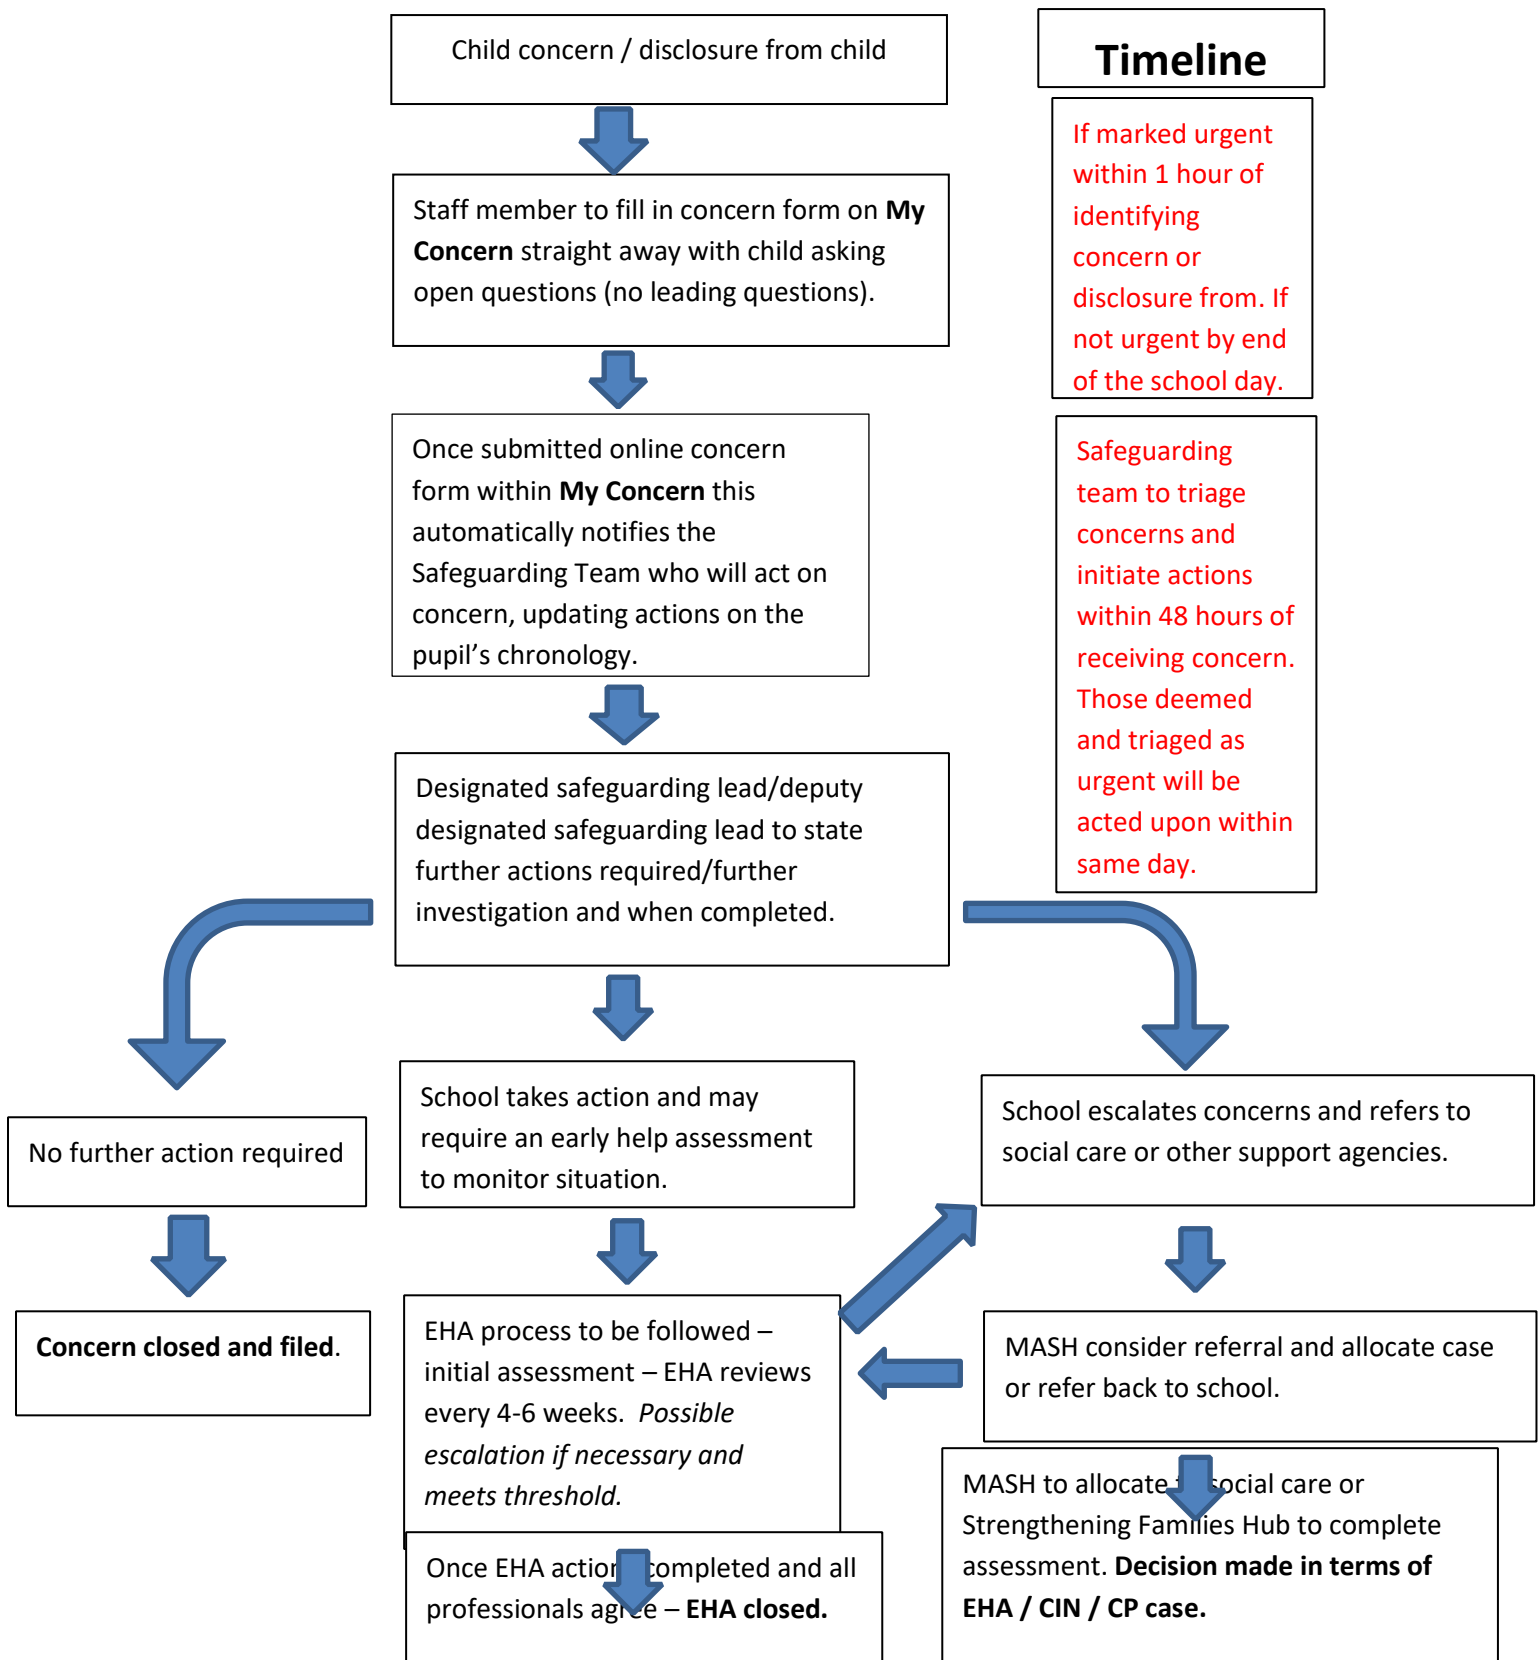 Child concern / disclosure from child
Timeline
If marked urgent
within 1 hour of
identifying
concern or
disclosure from. If
not urgent by end
of the school day.
Staff member to fill in concern form on My
Concern straight away with child asking
open questions (no leading questions).
Once submitted online concern
form within My Concern this
automatically notifies the
Safeguarding Team who will act on
concern, updating actions on the
pupil’s chronology.
Safeguarding
team to triage
concerns and
initiate actions
within 48 hours of
receiving concern.
Those deemed
and triaged as
urgent will be
acted upon within
same day.
Designated safeguarding lead/deputy
designated safeguarding lead to state
further actions required/further
investigation and when completed.
No further action required
School takes action and may
require an early help assessment
to monitor situation.
School escalates concerns and refers to
social care or other support agencies.
Concern closed and filed.
EHA process to be followed –
initial assessment – EHA reviews
every 4-6 weeks. Possible
escalation if necessary and
meets threshold.
MASH consider referral and allocate case
or refer back to school.
Once EHA action completed and all
professionals agree – EHA closed.
MASH to allocate social care or
Strengthening Families Hub to complete
assessment. Decision made in terms of
EHA / CIN / CP case.